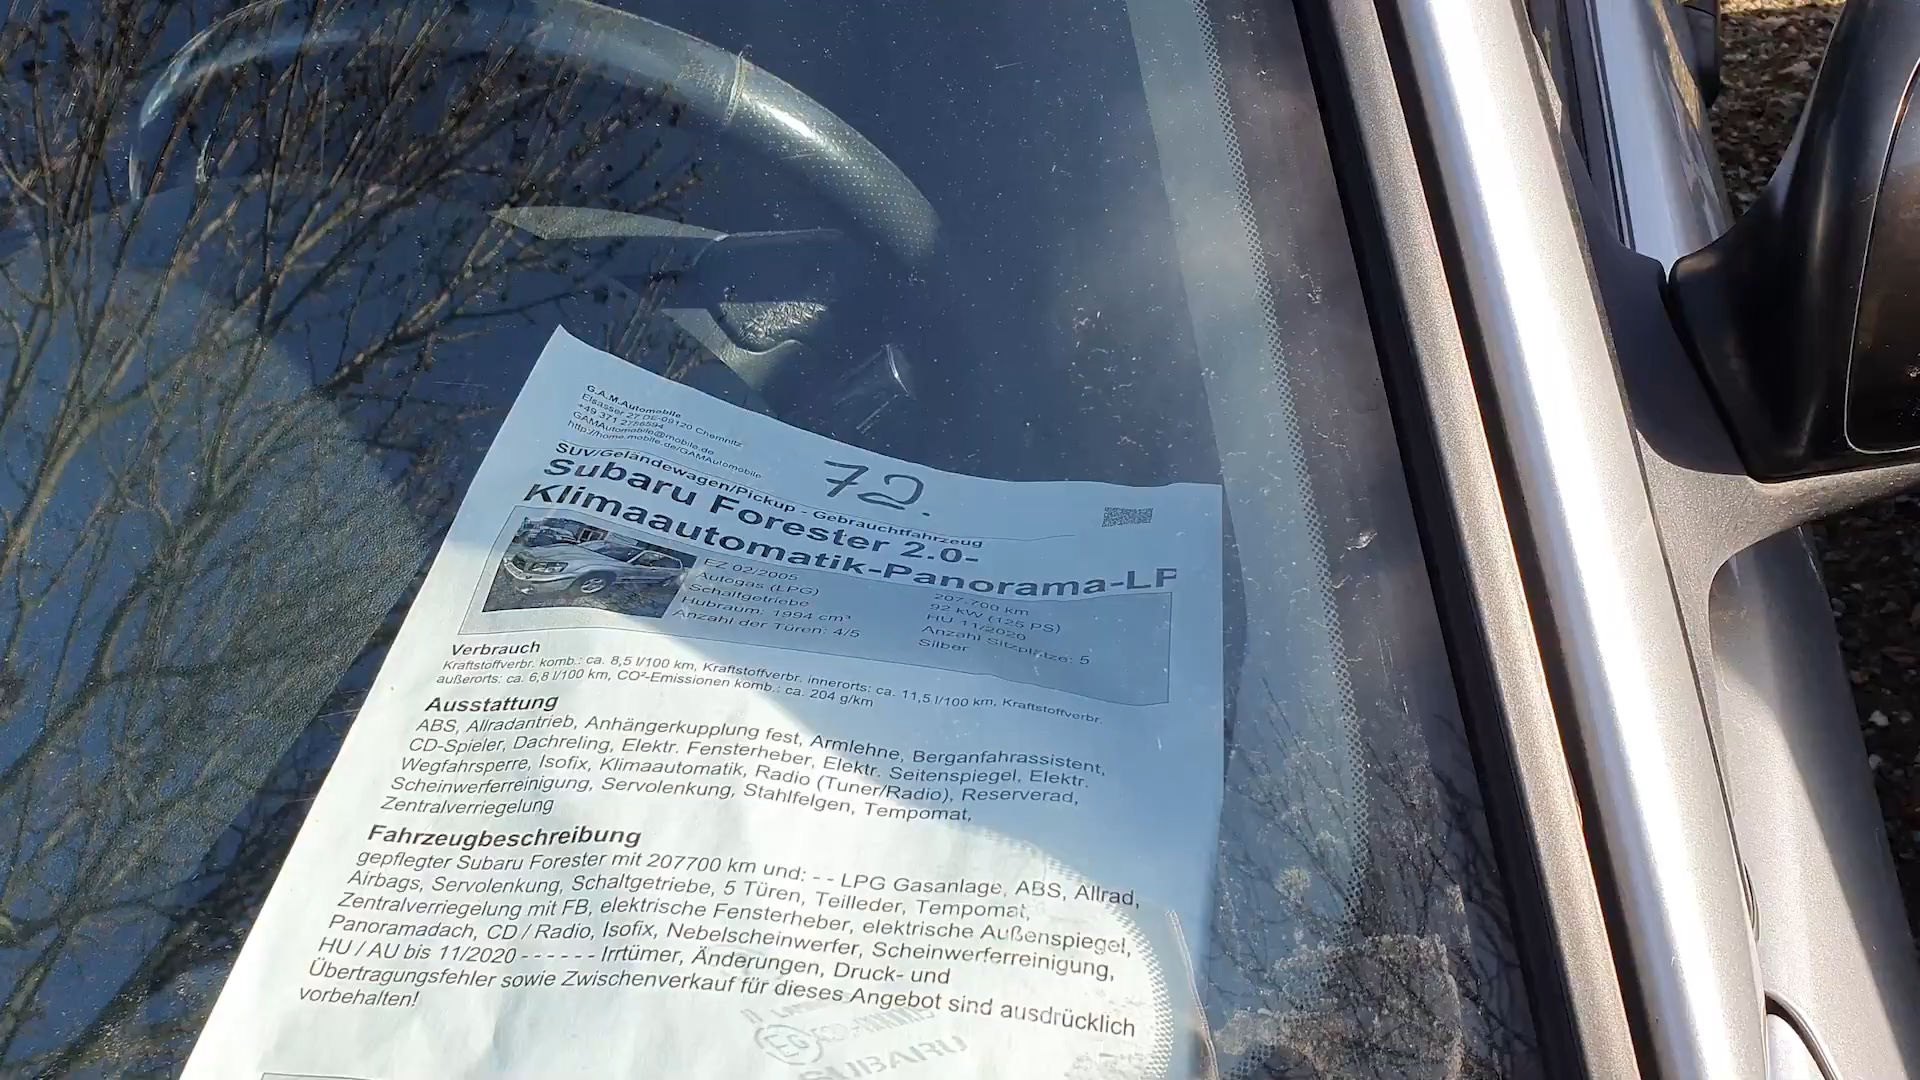 G.A.M.Automobile
Elsasser 27,DE-09120 Chemnitz
+49 371 2786594
GAMAutomobile@mobile.de
http://home.mobile.de/GAMAutomobile
72.
SUV/Geländewagen/Pickup - Gebrauchtfahrzeug
Subaru Forester 2.0-
Klimaautomatik-Panorama-LP
EZ 02/2005
207.700 km
Autogas (LPG)
92 kW (125 PS)
Schaltgetriebe
HU 11/2020
Hubraum: 1994 cm³
Anzahl Sitzplätze: 5
Anzahl der Türen: 4/5
Silber
Verbrauch
Kraftstoffverbr. komb.: ca. 8,5 l/100 km, Kraftstoffverbr. innerorts: ca. 11,5 l/100 km, Kraftstoffverbr.
außerorts: ca. 6,8 l/100 km, CO²-Emissionen komb.: ca. 204 g/km
Ausstattung
ABS, Allradantrieb, Anhängerkupplung fest, Armlehne, Berganfahrassistent,
CD-Spieler, Dachreling, Elektr. Fensterheber, Elektr. Seitenspiegel, Elektr.
Wegfahrsperre, Isofix, Klimaautomatik, Radio (Tuner/Radio), Reserverad,
Scheinwerferreinigung, Servolenkung, Stahlfelgen, Tempomat,
Zentralverriegelung
Fahrzeugbeschreibung
gepflegter Subaru Forester mit 207700 km und: - - LPG Gasanlage, ABS, Allrad,
Airbags, Servolenkung, Schaltgetriebe, 5 Türen, Teilleder, Tempomat,
Zentralverriegelung mit FB, elektrische Fensterheber, elektrische Außenspiegel,
Panoramadach, CD / Radio, Isofix, Nebelscheinwerfer, Scheinwerferreinigung,
HU / AU bis 11/2020 - - - - - - Irrtümer, Änderungen, Druck- und
Übertragungsfehler sowie Zwischenverkauf für dieses Angebot sind ausdrücklich
vorbehalten!
SUBARU